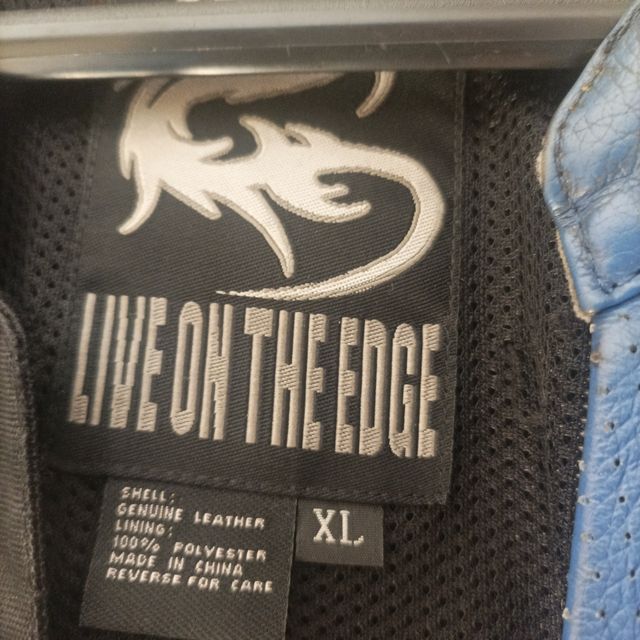 LIVE ON THE EDGE
SHELL:
GENUINE LEATHER
LINING:
100% POLYESTER
MADE IN CHINA
REVERSE FOR CARE
XL